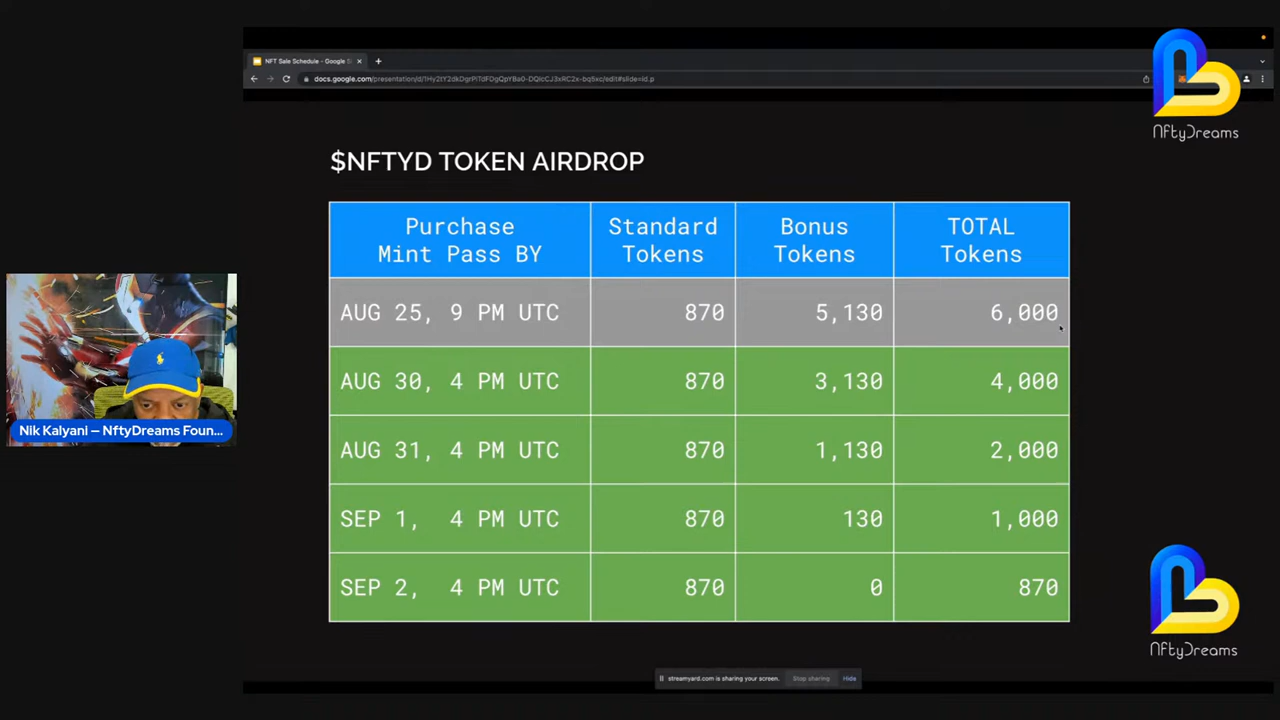 NFT Sale Schedule - Google Sl
NftyDreams
$NFTYD TOKEN AIRDROP
Purchase Mint Pass BY
Standard Tokens
Bonus Tokens
TOTAL Tokens
AUG 25, 9 PM UTC 870 5,130 6,000
AUG 30, 4 PM UTC 870 3,130 4,000
AUG 31, 4 PM UTC 870 1,130 2,000
SEP 1, 4 PM UTC 870 130 1,000
SEP 2, 4 PM UTC 870 0 870
Nik Kalyani — NftyDreams Foun...
NftyDreams
streamyard.com is sharing your screen. Stop sharing Hide